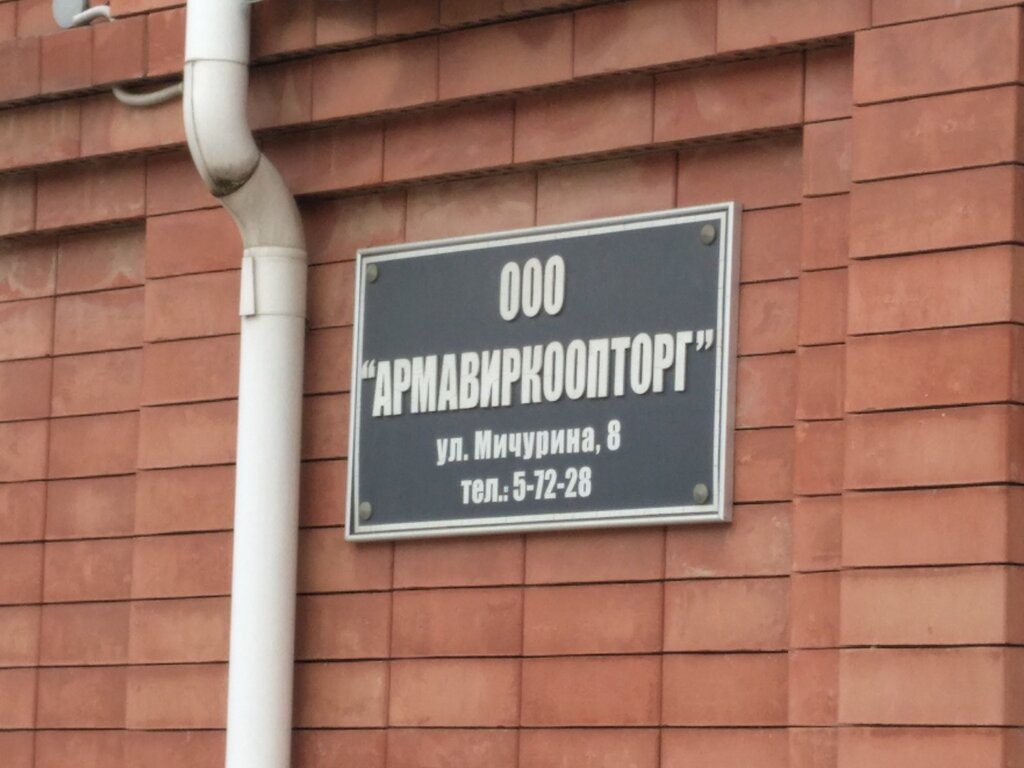 ООО
“АРМАВИРКООПТОРГ”
ул. Мичурина, 8
тел.: 5-72-28